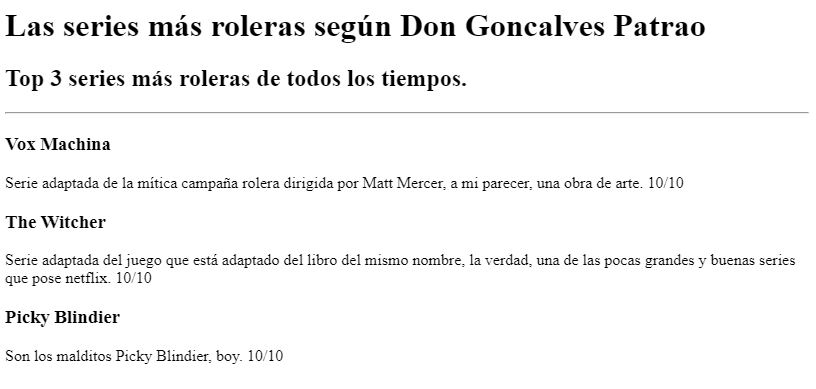 Las series más roleras según Don Goncalves Patrao
Top 3 series más roleras de todos los tiempos.
Vox Machina
Serie adaptada de la mítica campaña rolera dirigida por Matt Mercer, a mi parecer, una obra de arte. 10/10
The Witcher
Serie adaptada del juego que está adaptado del libro del mismo nombre, la verdad, una de las pocas grandes y buenas series
que pose netflix. 10/10
Picky Blindier
Son los malditos Picky Blindier, boy. 10/10